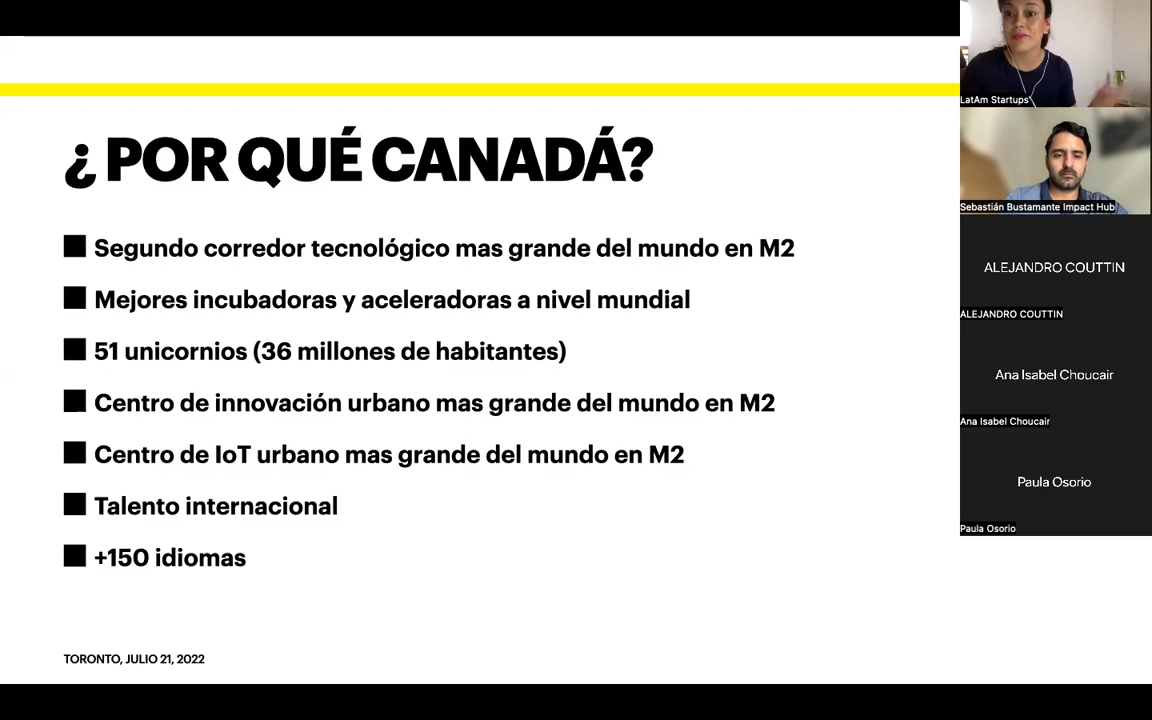 ¿ POR QUÉ CANADÁ?
Segundo corredor tecnológico mas grande del mundo en M2
Mejores incubadoras y aceleradoras a nivel mundial
51 unicornios (36 millones de habitantes)
Centro de innovación urbano mas grande del mundo en M2
Centro de IoT urbano mas grande del mundo en M2
Talento internacional
+150 idiomas
TORONTO, JULIO 21, 2022
LatAm Startups
Sebastián Bustamante Impact Hub
ALEJANDRO COUTTIN
ALEJANDRO COUTTIN
Ana Isabel Choucair
Ana Isabel Choucair
Paula Osorio
Paula Osorio